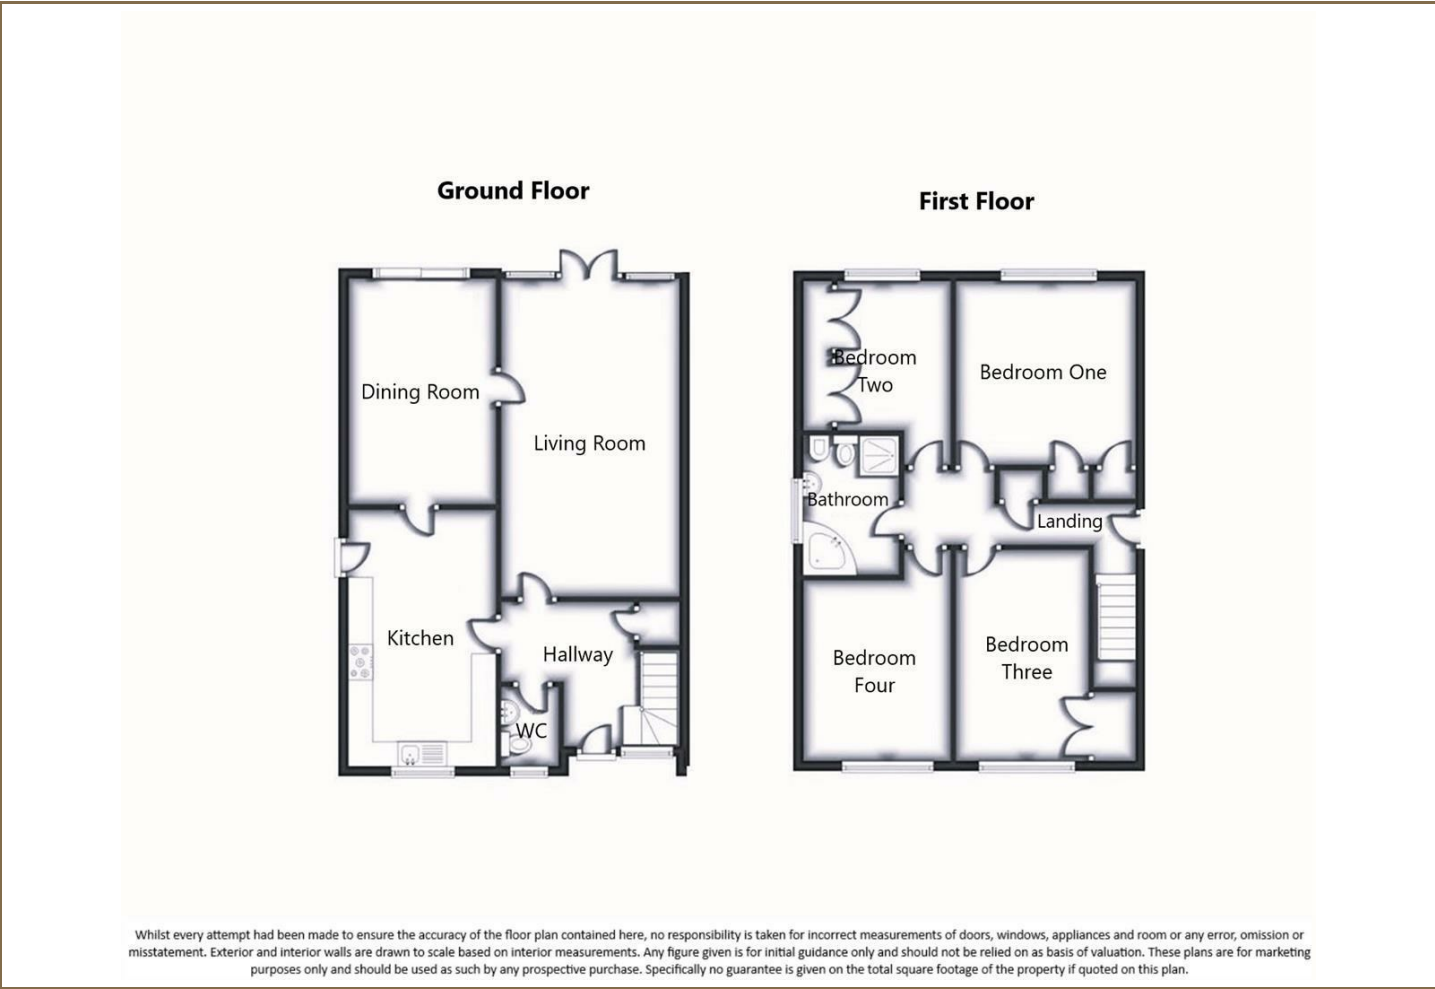 Ground Floor
First Floor
Dining Room
Living Room
Kitchen
Hallway
WC
Bedroom
Two
Bedroom One
Bathroom
Landing
Bedroom
Four
Bedroom
Three
Whilst every attempt had been made to ensure the accuracy of the floor plan contained here, no responsibility is taken for incorrect measurements of doors, windows, appliances and room or any error, omission or
misstatement. Exterior and interior walls are drawn to scale based on interior measurements. Any figure given is for initial guidance only and should not be relied on as basis of valuation. These plans are for marketing
purposes only and should be used as such by any prospective purchase. Specifically no guarantee is given on the total square footage of the property if quoted on this plan.